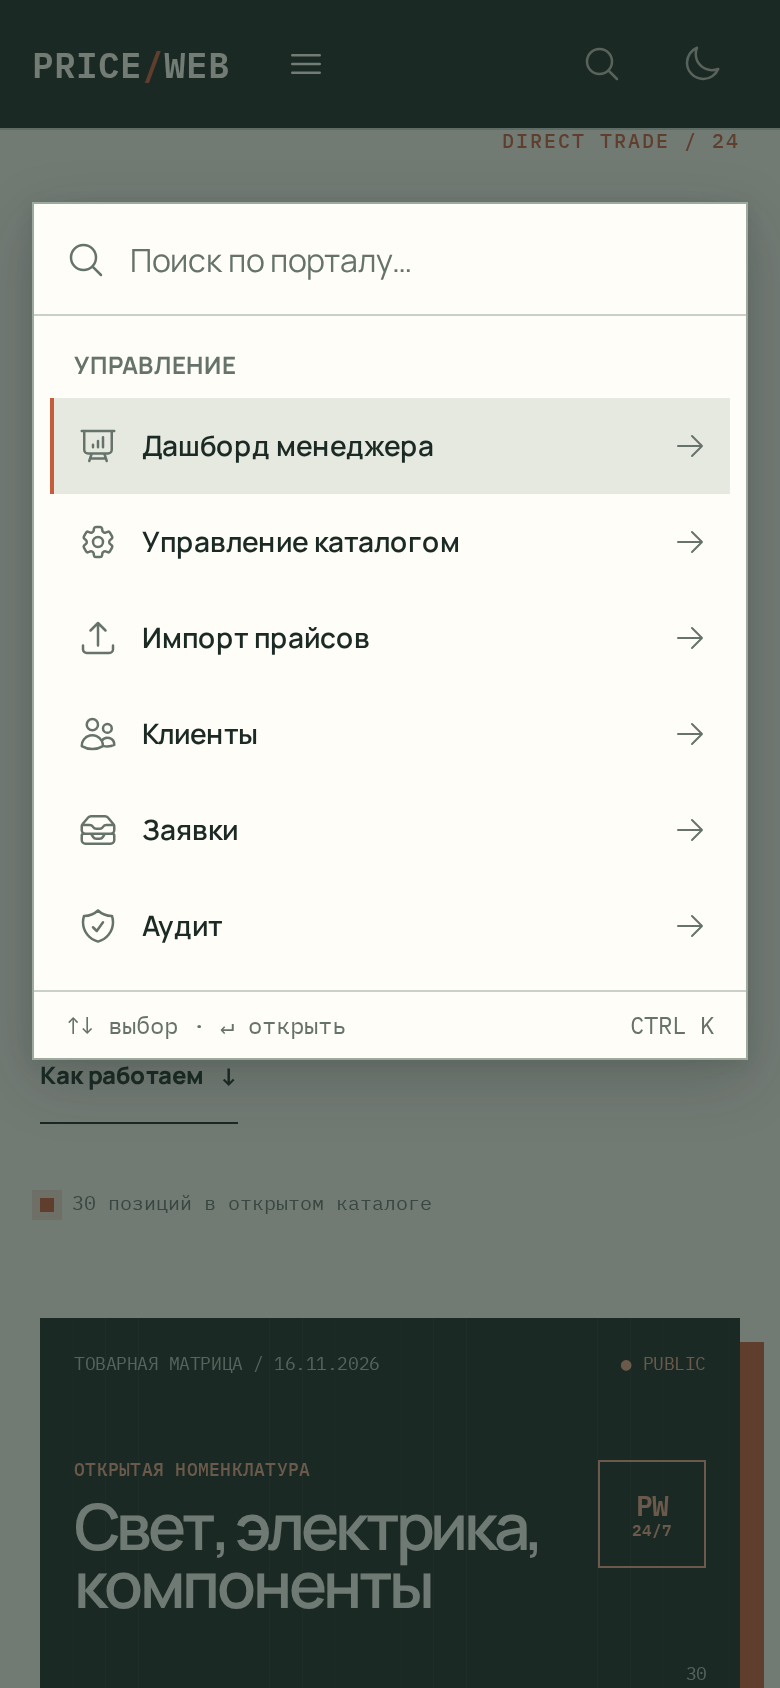 PRICE/WEB
DIRECT TRADE / 24
Поиск по порталу...
УПРАВЛЕНИЕ
Дашборд менеджера →
Управление каталогом →
Импорт прайсов →
Клиенты →
Заявки →
Аудит →
↑↓ выбор · ↵ открыть CTRL K
Как работаем ↓
30 позиций в открытом каталоге
ТОВАРНАЯ МАТРИЦА / 16.11.2026 ● PUBLIC
ОТКРЫТАЯ НОМЕНКЛАТУРА
Свет, электрика,
компоненты
PW
24/7
30